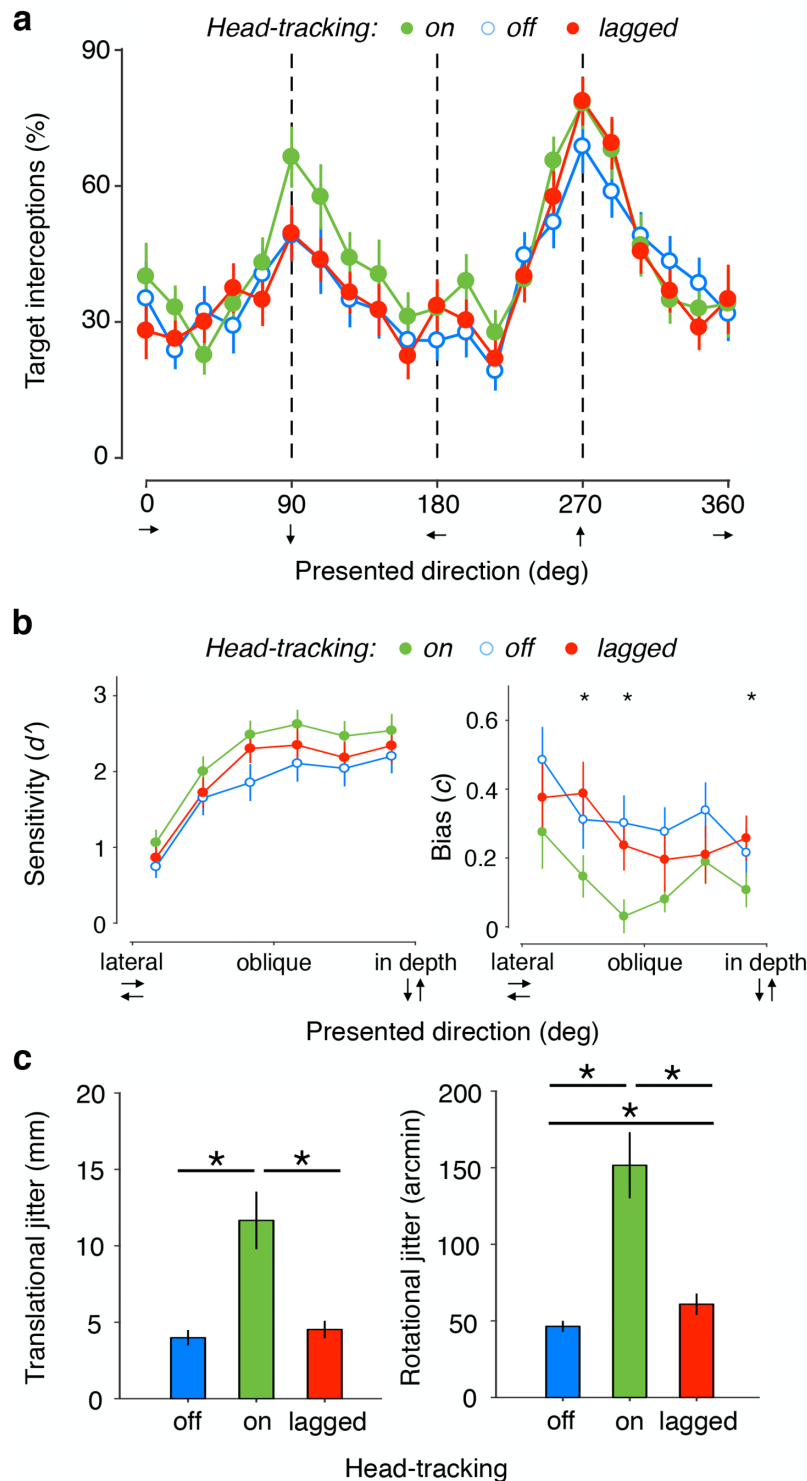 a
Head-tracking: on off lagged
90
60
30
0
Target interceptions (%)
0 90 180 270 360
→ ↓ ← ↑ →
Presented direction (deg)
b
Head-tracking: on off lagged
3
2
1
0
Sensitivity (d′)
lateral oblique in depth
* * *
0.6
0.4
0.2
0
Bias (c)
lateral oblique in depth
Presented direction (deg)
c
20
15
10
5
0
Translational jitter (mm)
* *
off on lagged
200
150
100
50
0
Rotational jitter (arcmin)
* *
*
off on lagged
Head-tracking